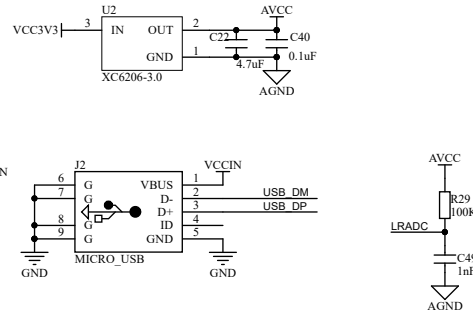 U2
AVCC
VCC3V3
3
IN
OUT
2
C22
C40
GND
1
4.7uF
0.1uF
XC6206-3.0
AGND
N
J2
VCCIN
AVCC
6
G
VBUS
1
7
G
D-
2
USB_DM
D+
3
USB_DP
R29
100K
8
G
ID
4
9
G
GND
5
LRADC
MICRO_USB
GND
GND
C49
1nF
AGND